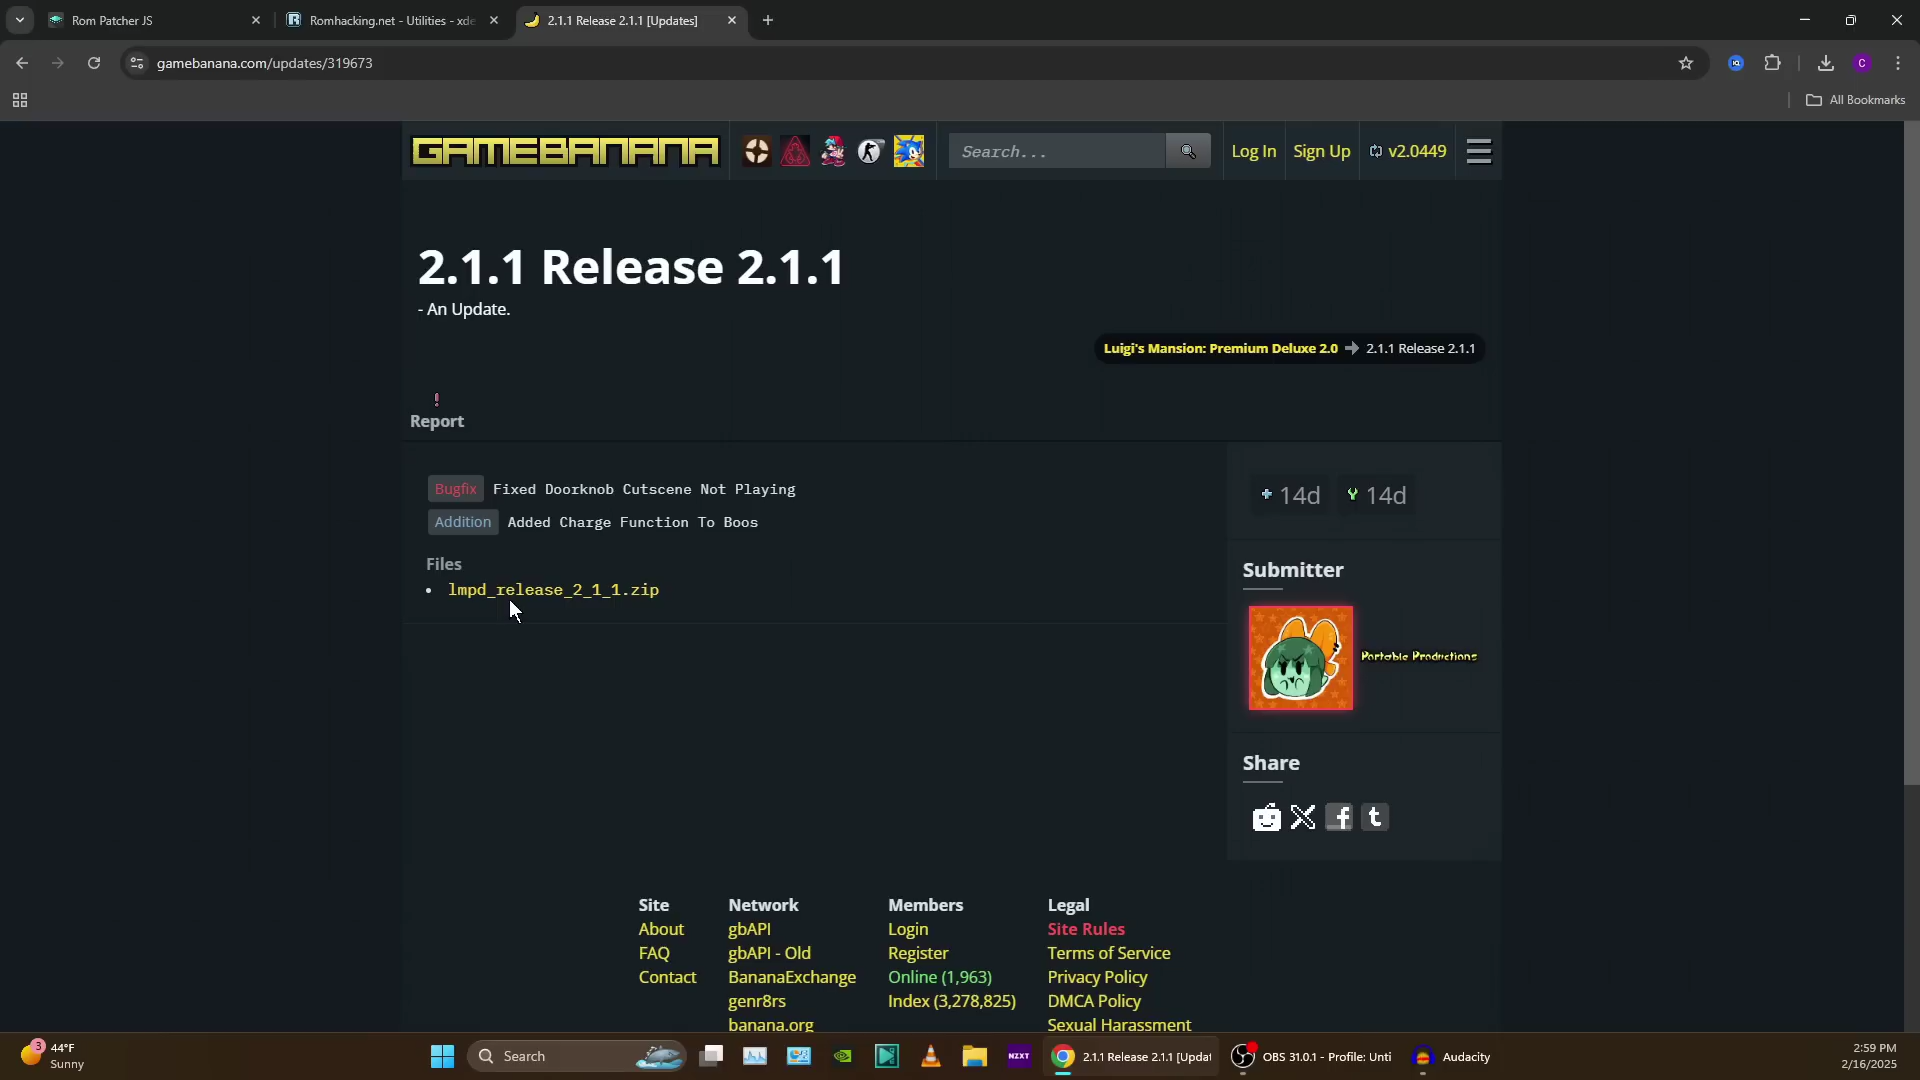 Rom Patcher JS
Romhacking.net - Utilities - xde
2.1.1 Release 2.1.1 [Updates]
gamebanana.com/updates/319673
C
All Bookmarks
GAMEBANANA
Search...
Log In
Sign Up
v2.0449
2.1.1 Release 2.1.1
- An Update.
Luigi's Mansion: Premium Deluxe 2.0
2.1.1 Release 2.1.1
!
Report
Bugfix Fixed Doorknob Cutscene Not Playing
Addition Added Charge Function To Boos
Files
• lmpd_release_2_1_1.zip
14d
14d
Submitter
Portable Productions
Share
Site
About
FAQ
Contact
Network
gbAPI
gbAPI - Old
BananaExchange
genr8rs
banana.org
Members
Login
Register
Online (1,963)
Index (3,278,825)
Legal
Site Rules
Terms of Service
Privacy Policy
DMCA Policy
Sexual Harassment
3
44°F
Sunny
Search
NZXT
2.1.1 Release 2.1.1 [Updat
OBS 31.0.1 - Profile: Unti
Audacity
2:59 PM
2/16/2025